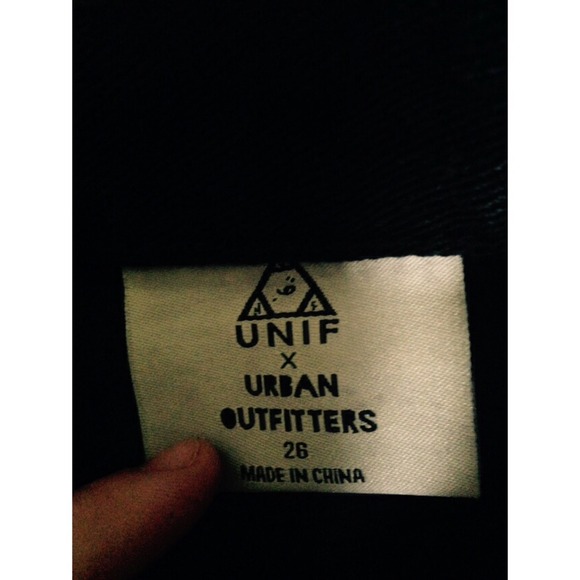 UNIF
X
URBAN
OUTFITTERS
26
MADE IN CHINA